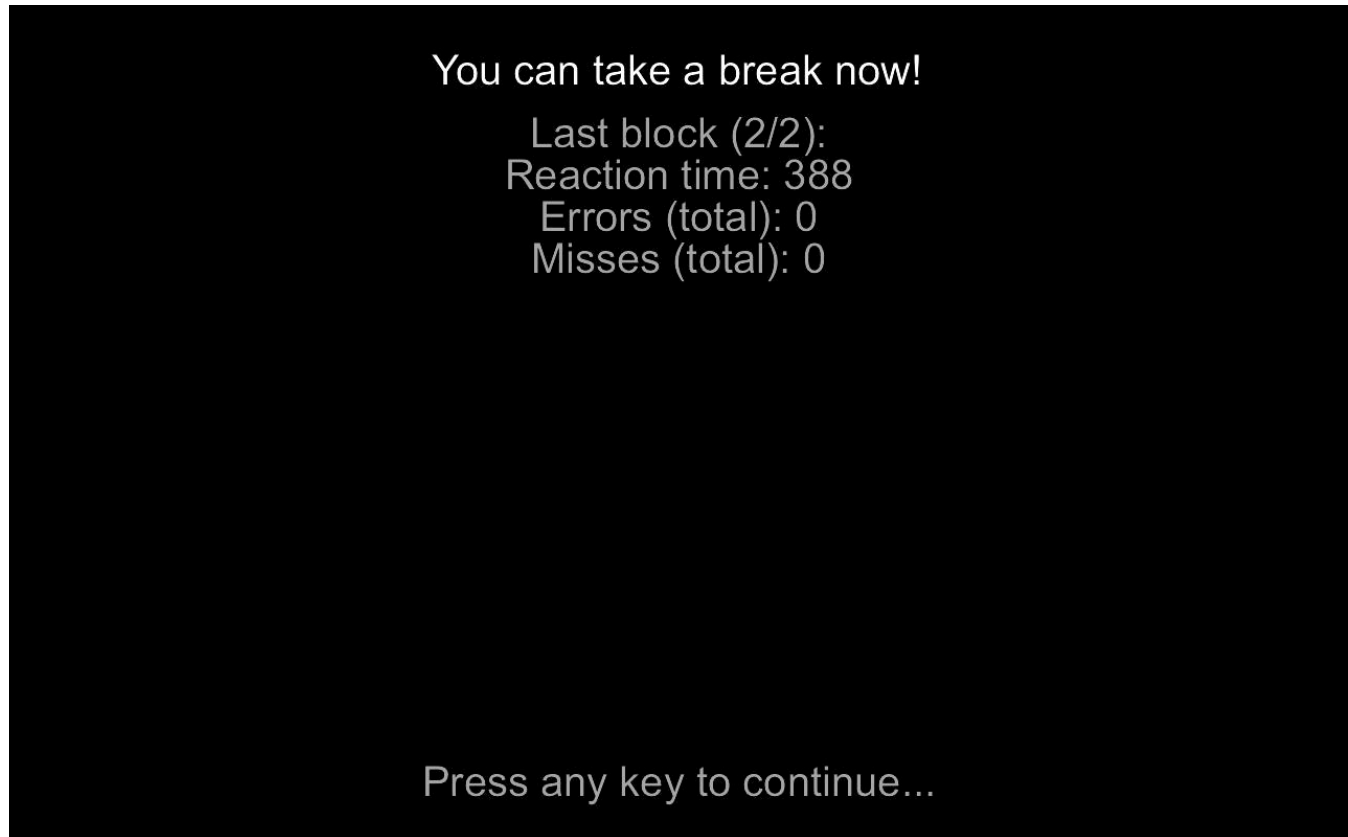 You can take a break now!
Last block (2/2):
Reaction time: 388
Errors (total): 0
Misses (total): 0
Press any key to continue...